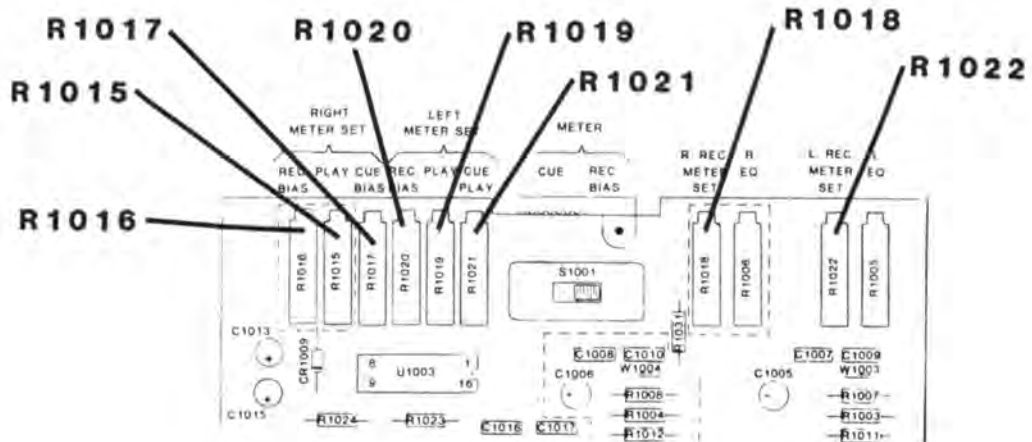 R1017
R1020
R1019
R1018
R1015
R1021
R1022
RIGHT
METER SET
LEFT
METER SET
METER
REC
BIAS
PLAY
CUE
BIAS
REC
BIAS
PLAY
CUE
PLAY
CUE
REC
BIAS
R REC
METER
SET
R
EQ
L REC
METER
SET
EQ
R1016
R1016
R1015
R1017
R1020
R1019
R1021
S1001
R1018
R1006
R1022
R1005
C1013
CR1009
8
1
U1003
9
16
R1031
C1008
C1010
W1004
C1006
C1007
C1009
W1003
C1005
R1008
R1007
C1015
R1024
R1023
C1016
C1017
R1004
R1003
R1012
R1011